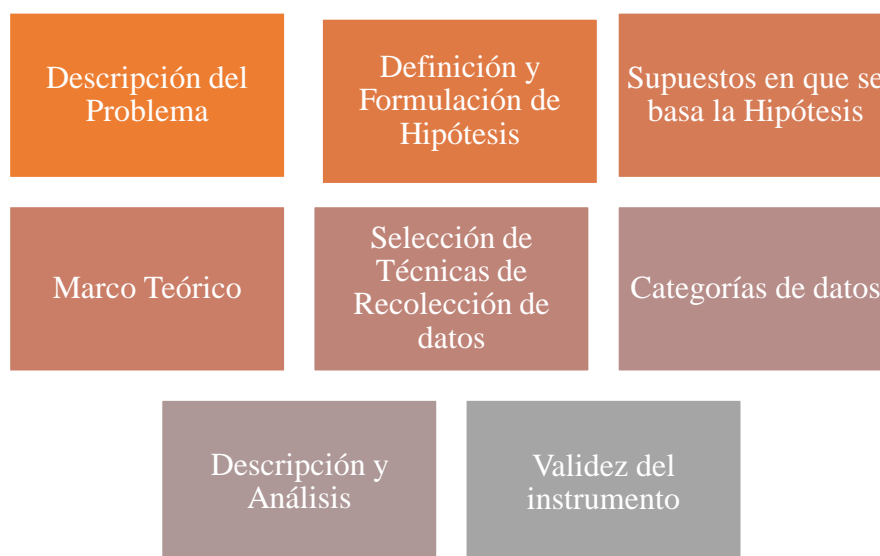 Descripción del
Problema
Definición y
Formulación de
Hipótesis
Supuestos en que se
basa la Hipótesis
Marco Teórico
Selección de
Técnicas de
Recolección de
datos
Categorías de datos
Descripción y
Análisis
Validez del
instrumento